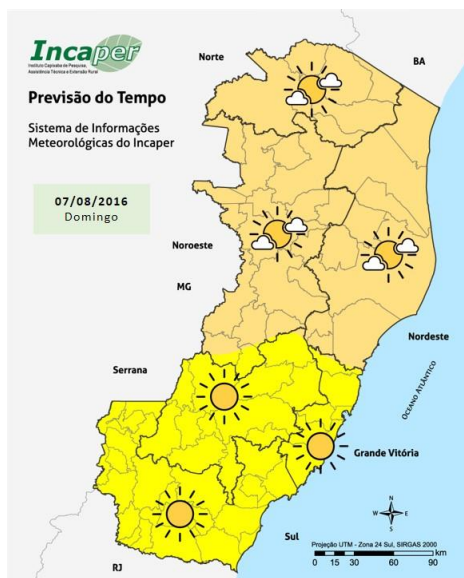 Incaper
Instituto Capixaba de Pesquisa,
Assistência Técnica e Extensão Rural
Previsão do Tempo
Sistema de Informações
Meteorológicas do Incaper
07/08/2016
Domingo
Norte
BA
Noroeste
MG
Nordeste
Serrana
OCEANO ATLÂNTICO
Grande Vitória
N
W
E
S
Sul
RJ
Projeção UTM - Zona 24 Sul, SIRGAS 2000
0 15 30 60 90
km